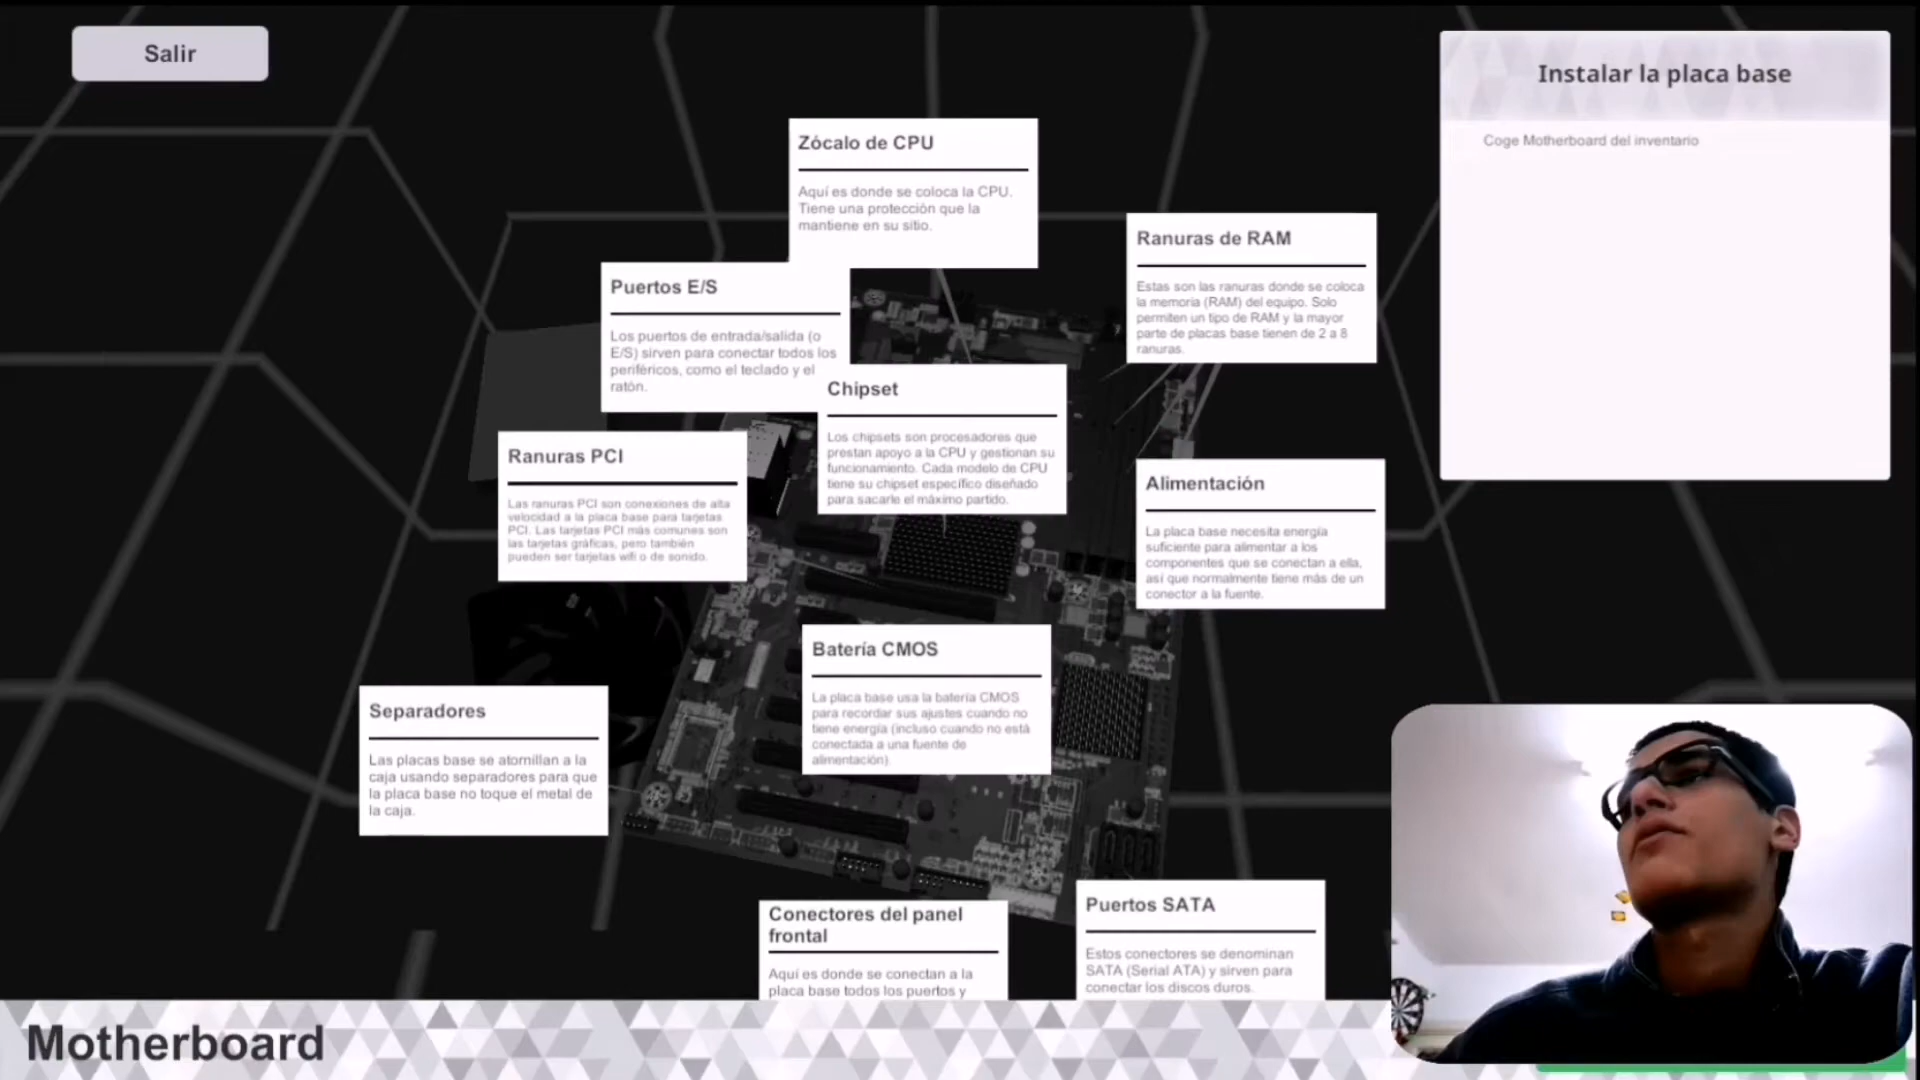 Salir
Instalar la placa base
Coge Motherboard del inventario
Zócalo de CPU
Aquí es donde se coloca la CPU.
Tiene una protección que la
mantiene en su sitio.
Ranuras de RAM
Estas son las ranuras donde se coloca
la memoria (RAM) del equipo. Solo
permiten un tipo de RAM y la mayor
parte de placas base tienen de 2 a 8
ranuras.
Puertos E/S
Los puertos de entrada/salida (o
E/S) sirven para conectar todos los
periféricos, como el teclado y el
ratón.
Chipset
Los chipsets son procesadores que
prestan apoyo a la CPU y gestionan su
funcionamiento. Cada modelo de CPU
tiene su chipset específico diseñado
para sacarle el máximo partido.
Ranuras PCI
Las ranuras PCI son conexiones de alta
velocidad a la placa base para tarjetas
PCI. Las tarjetas PCI más comunes son
las tarjetas gráficas, pero también
pueden ser tarjetas wifi o de sonido.
Alimentación
La placa base necesita energía
suficiente para alimentar a los
componentes que se conectan a ella,
así que normalmente tiene más de un
conector a la fuente.
Batería CMOS
La placa base usa la batería CMOS
para recordar sus ajustes cuando no
tiene energía (incluso cuando no está
conectada a una fuente de
alimentación).
Separadores
Las placas base se atornillan a la
caja usando separadores para que
la placa base no toque el metal de
la caja.
Conectores del panel
frontal
Aquí es donde se conectan a la
placa base todos los puertos y
Puertos SATA
Estos conectores se denominan
SATA (Serial ATA) y sirven para
conectar los discos duros.
Motherboard